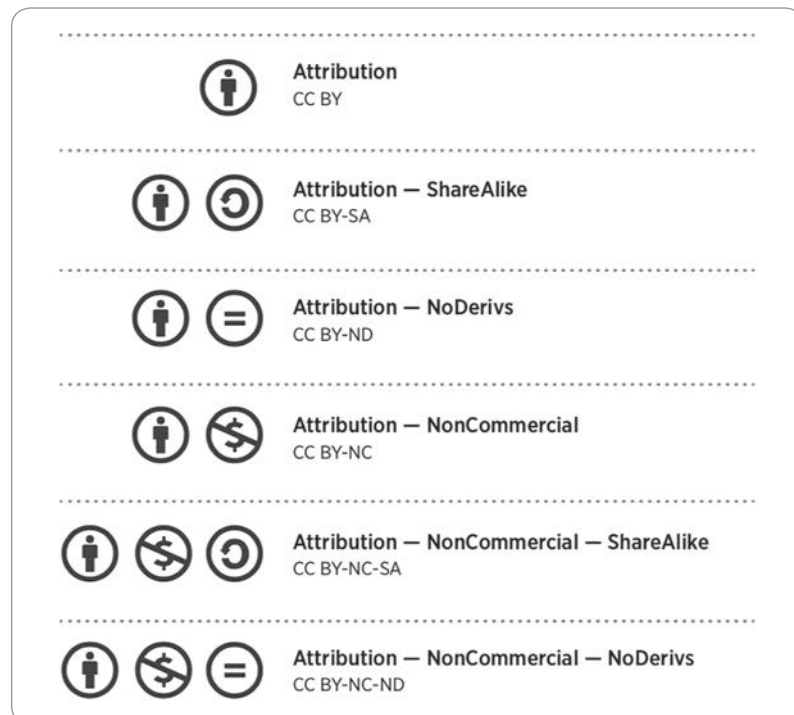 Attribution
CC BY
Attribution — ShareAlike
CC BY-SA
Attribution — NoDerivs
CC BY-ND
Attribution — NonCommercial
CC BY-NC
Attribution — NonCommercial — ShareAlike
CC BY-NC-SA
Attribution — NonCommercial — NoDerivs
CC BY-NC-ND